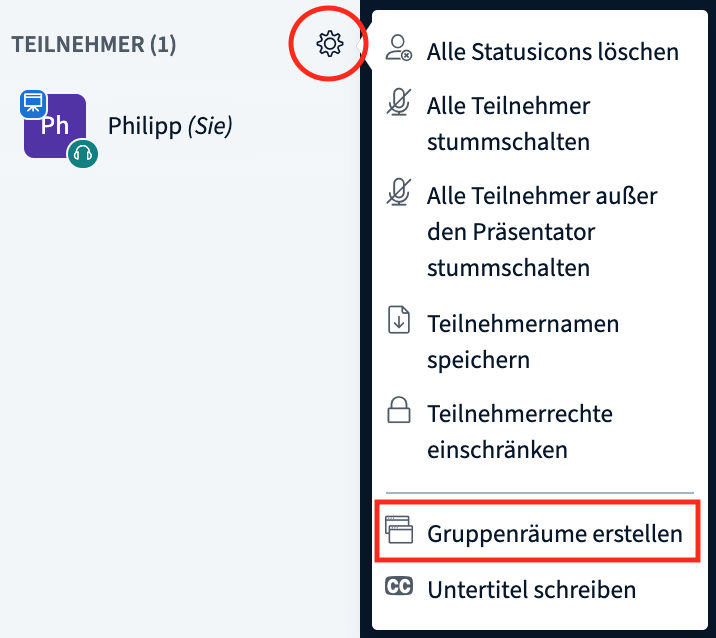 TEILNEHMER (1)
Ph
Philipp (Sie)
Alle Statusicons löschen
Alle Teilnehmer
stummschalten
Alle Teilnehmer außer
den Präsentator
stummschalten
Teilnehmernamen
speichern
Teilnehmerrechte
einschränken
Gruppenräume erstellen
CC
Untertitel schreiben